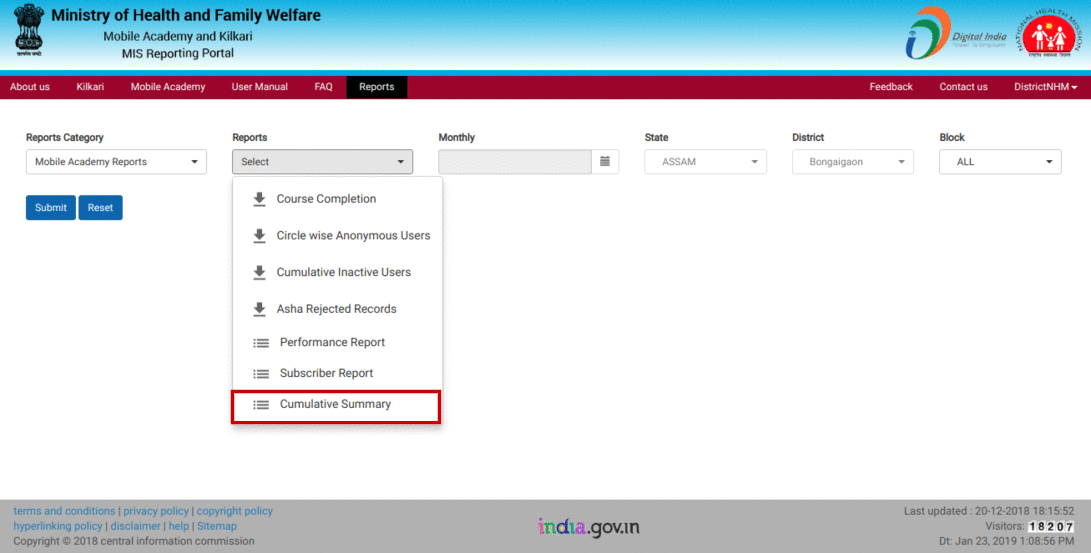 Ministry of Health and Family Welfare
Mobile Academy and Kilkari
MIS Reporting Portal
Digital India
Power To Empower
NATIONAL HEALTH MISSION
About us Kilkari Mobile Academy User Manual FAQ Reports Feedback Contact us DistrictNHM
Reports Category Reports Monthly State District Block
Mobile Academy Reports Select ASSAM Bongaigaon ALL
Submit Reset
Course Completion
Circle wise Anonymous Users
Cumulative Inactive Users
Asha Rejected Records
Performance Report
Subscriber Report
Cumulative Summary
terms and conditions | privacy policy | copyright policy
hyperlinking policy | disclaimer | help | Sitemap
Copyright © 2018 central information commission
india.gov.in
Last updated : 20-12-2018 18:15:52
Visitors: 18207
Dt: Jan 23, 2019 1:08:56 PM